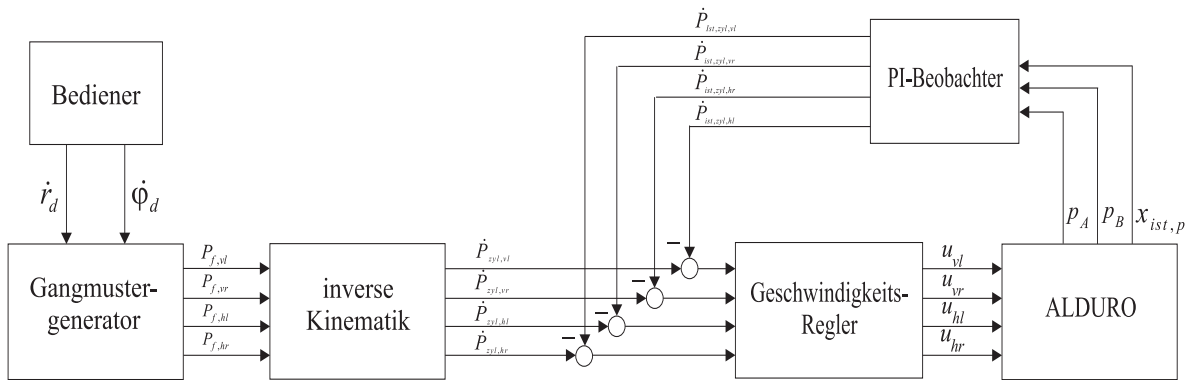 Ṗ_Ist,zyl,vl
Ṗ_ist,zyl,vr
Ṗ_ist,zyl,hr
Ṗ_ist,zyl,hl
PI-Beobachter
Bediener
ṙ_d
φ̇_d
p_A
p_B
x_ist,p
P_f,vl
P_f,vr
P_f,hl
P_f,hr
Gangmuster-
generator
inverse
Kinematik
Ṗ_zyl,vl
Ṗ_zyl,vr
Ṗ_zyl,hl
Ṗ_zyl,hr
−
−
−
−
Geschwindigkeits-
Regler
u_vl
u_vr
u_hl
u_hr
ALDURO